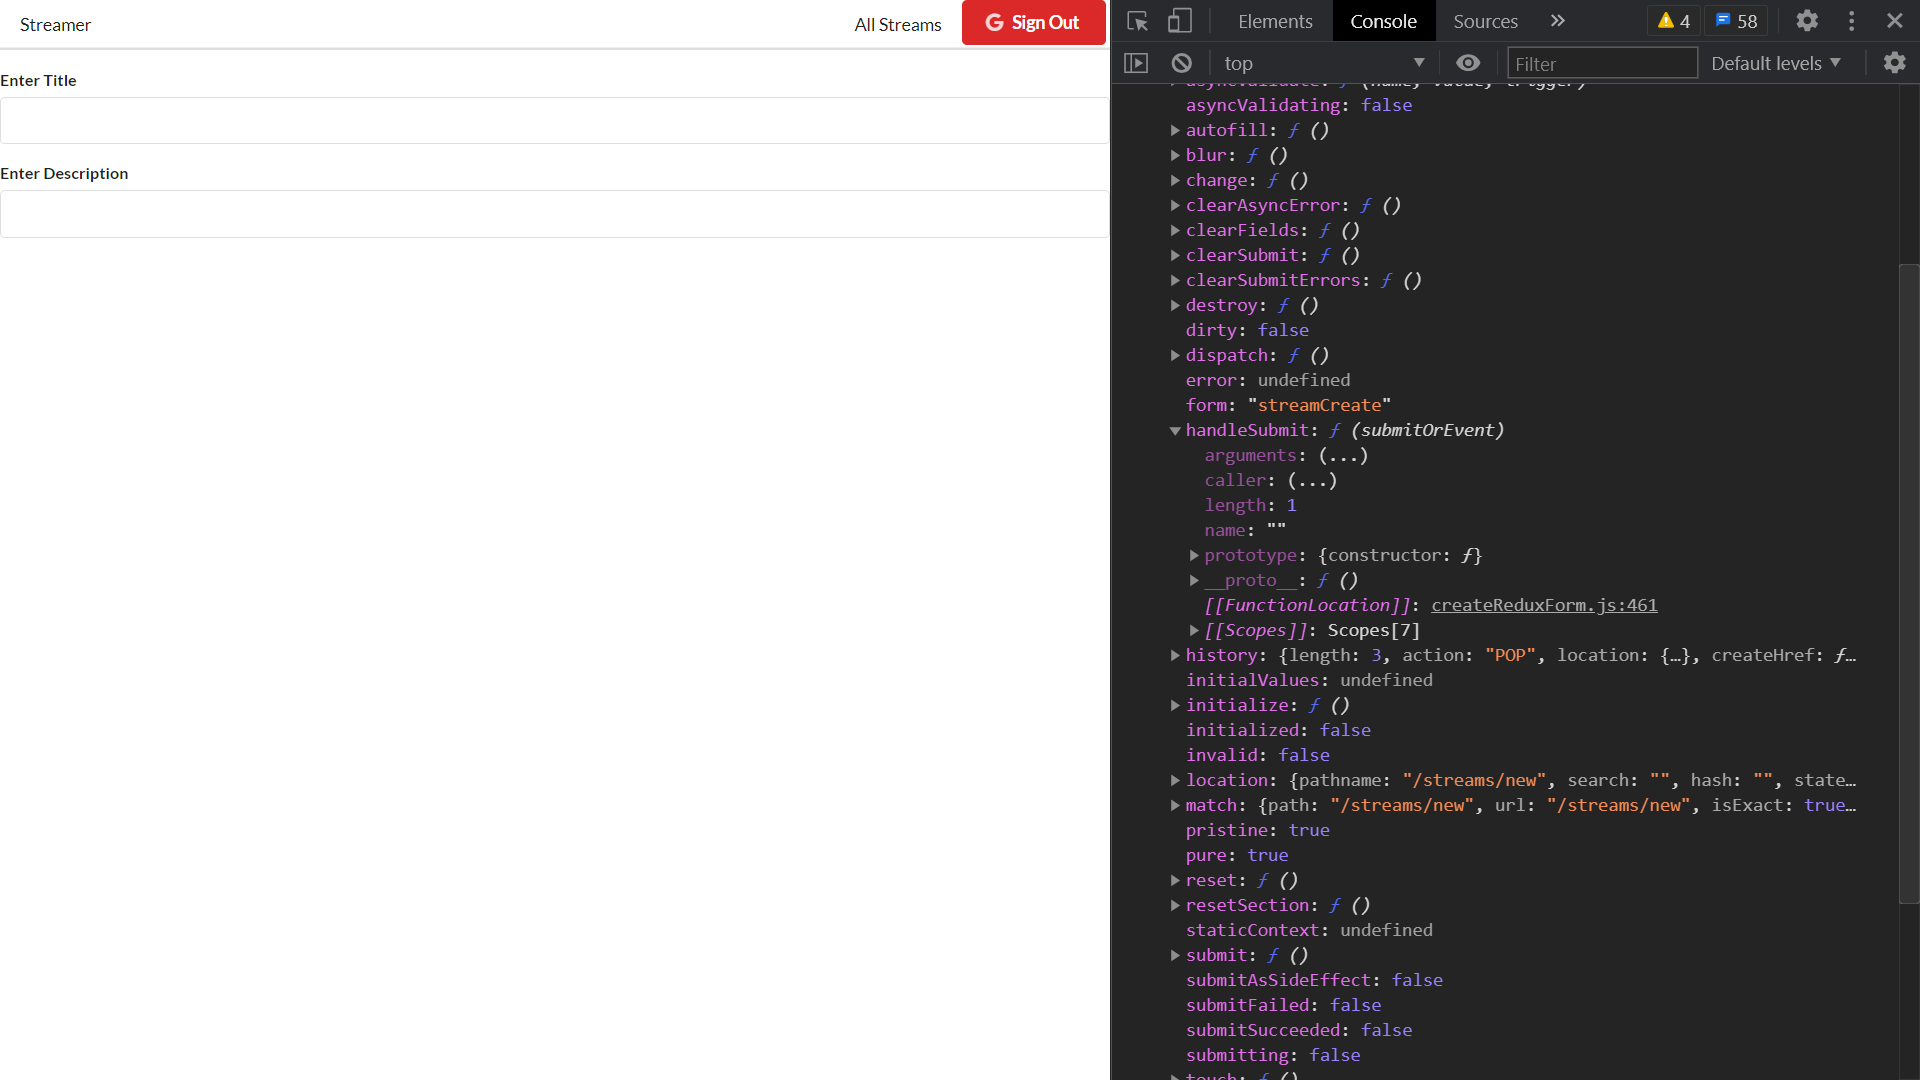 Streamer
All Streams
Sign Out
Enter Title
Enter Description
Elements
Console
Sources
4
58
top
Filter
Default levels
asyncValidate: ƒ (name, value, trigger)
asyncValidating: false
autofill: ƒ ()
blur: ƒ ()
change: ƒ ()
clearAsyncError: ƒ ()
clearFields: ƒ ()
clearSubmit: ƒ ()
clearSubmitErrors: ƒ ()
destroy: ƒ ()
dirty: false
dispatch: ƒ ()
error: undefined
form: "streamCreate"
handleSubmit: ƒ (submitOrEvent)
arguments: (...)
caller: (...)
length: 1
name: ""
prototype: {constructor: ƒ}
__proto__: ƒ ()
[[FunctionLocation]]: createReduxForm.js:461
[[Scopes]]: Scopes[7]
history: {length: 3, action: "POP", location: {…}, createHref: ƒ…
initialValues: undefined
initialize: ƒ ()
initialized: false
invalid: false
location: {pathname: "/streams/new", search: "", hash: "", state…
match: {path: "/streams/new", url: "/streams/new", isExact: true…
pristine: true
pure: true
reset: ƒ ()
resetSection: ƒ ()
staticContext: undefined
submit: ƒ ()
submitAsSideEffect: false
submitFailed: false
submitSucceeded: false
submitting: false
touch: ƒ ()